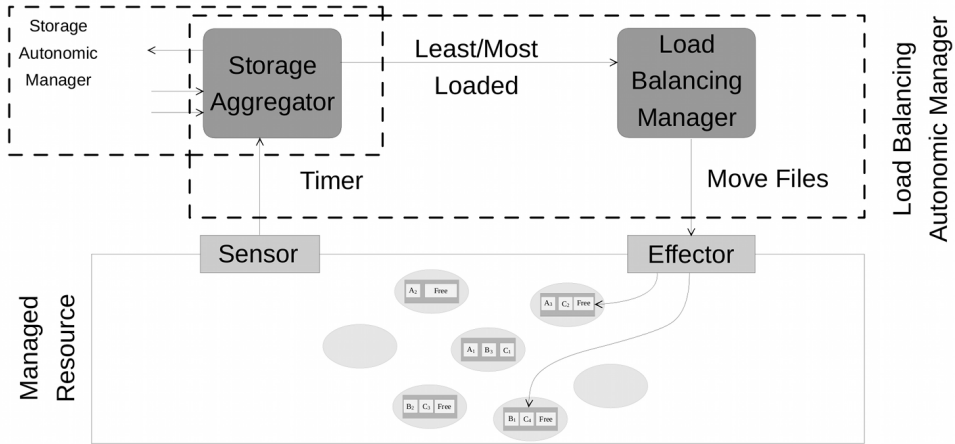 Storage
Autonomic
Manager
Storage
Aggregator
Least/Most
Loaded
Load
Balancing
Manager
Load Balancing
Autonomic Manager
Timer
Move Files
Sensor
Effector
Managed
Resource
A₂ Free
A₃ C₂ Free
A₁ B₃ C₁
B₂ C₃ Free
B₁ C₄ Free